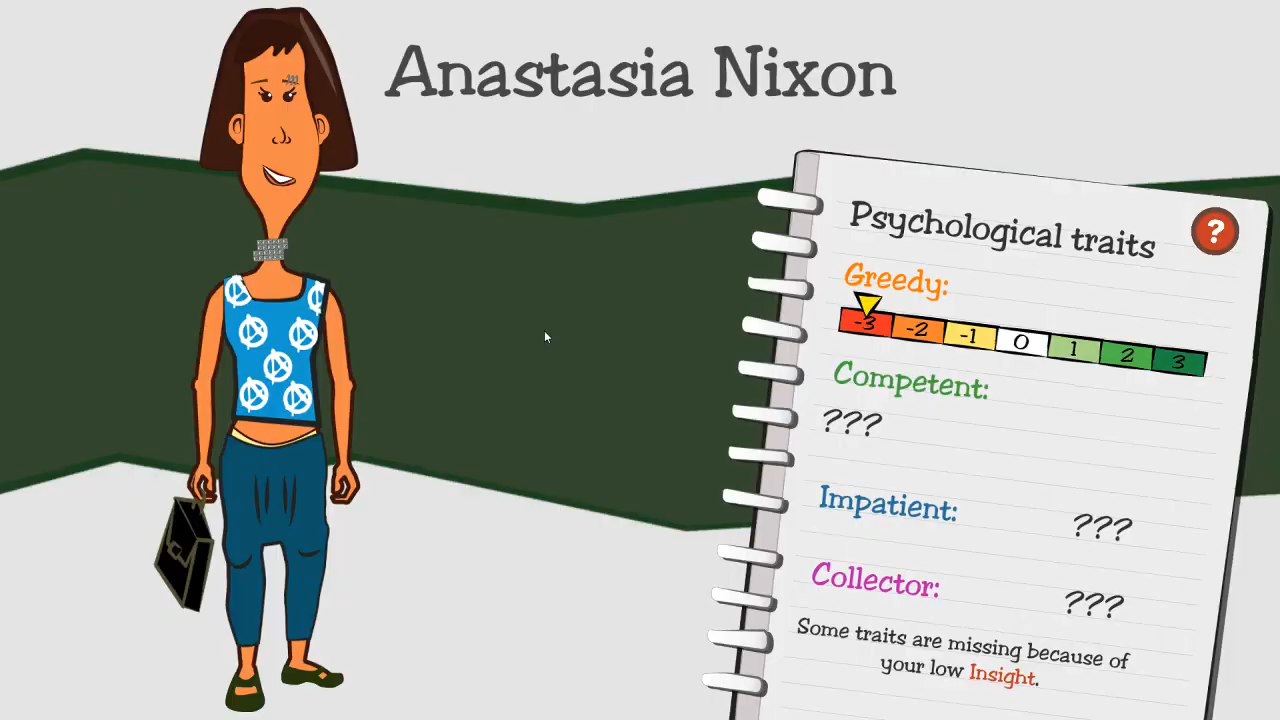 Anastasia Nixon
Psychological traits
?
Greedy:
-3 -2 -1 0 1 2 3
Competent:
???
Impatient: ???
Collector: ???
Some traits are missing because of
your low Insight.